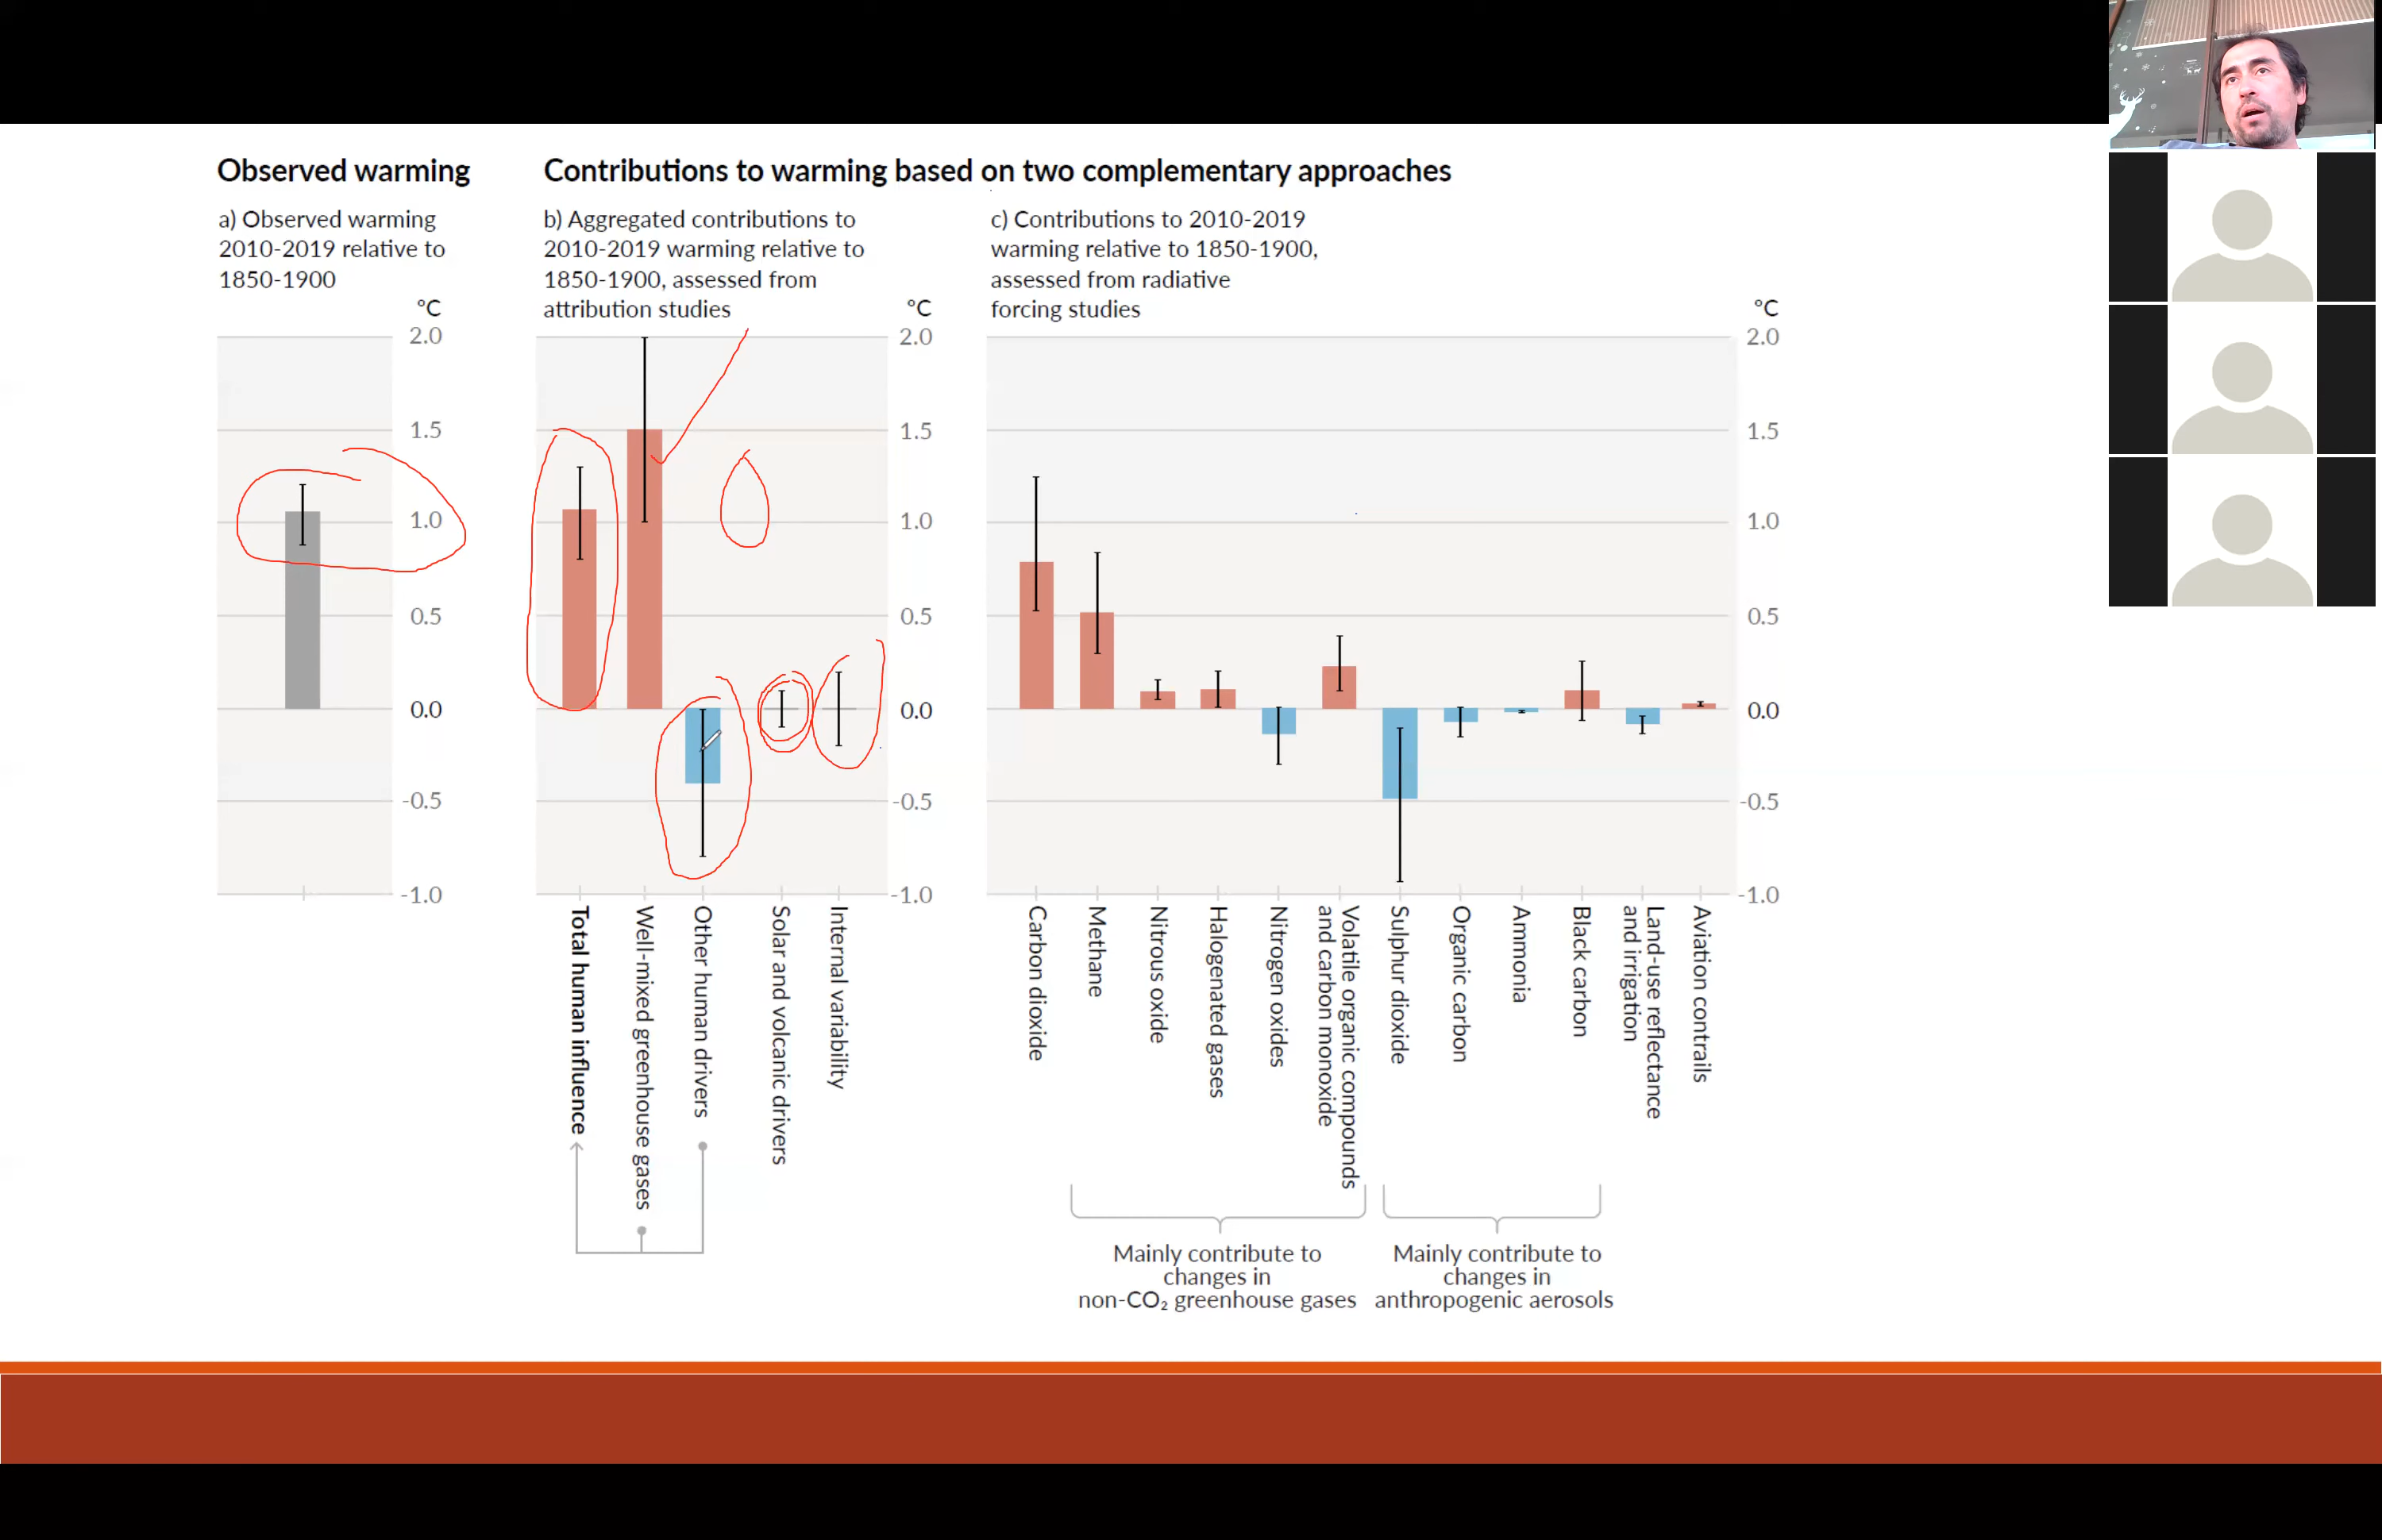 Observed warming
Contributions to warming based on two complementary approaches
a) Observed warming
2010-2019 relative to
1850-1900
b) Aggregated contributions to
2010-2019 warming relative to
1850-1900, assessed from
attribution studies
c) Contributions to 2010-2019
warming relative to 1850-1900,
assessed from radiative
forcing studies
°C
2.0
1.5
1.0
0.5
0.0
-0.5
-1.0
°C
2.0
1.5
1.0
0.5
0.0
-0.5
-1.0
Total human influence
Well-mixed greenhouse gases
Other human drivers
Solar and volcanic drivers
Internal variability
°C
2.0
1.5
1.0
0.5
0.0
-0.5
-1.0
Carbon dioxide
Methane
Nitrous oxide
Halogenated gases
Nitrogen oxides
Volatile organic compounds
and carbon monoxide
Sulphur dioxide
Organic carbon
Ammonia
Black carbon
Land-use reflectance
and irrigation
Aviation contrails
Mainly contribute to
changes in
non-CO₂ greenhouse gases
Mainly contribute to
changes in
anthropogenic aerosols